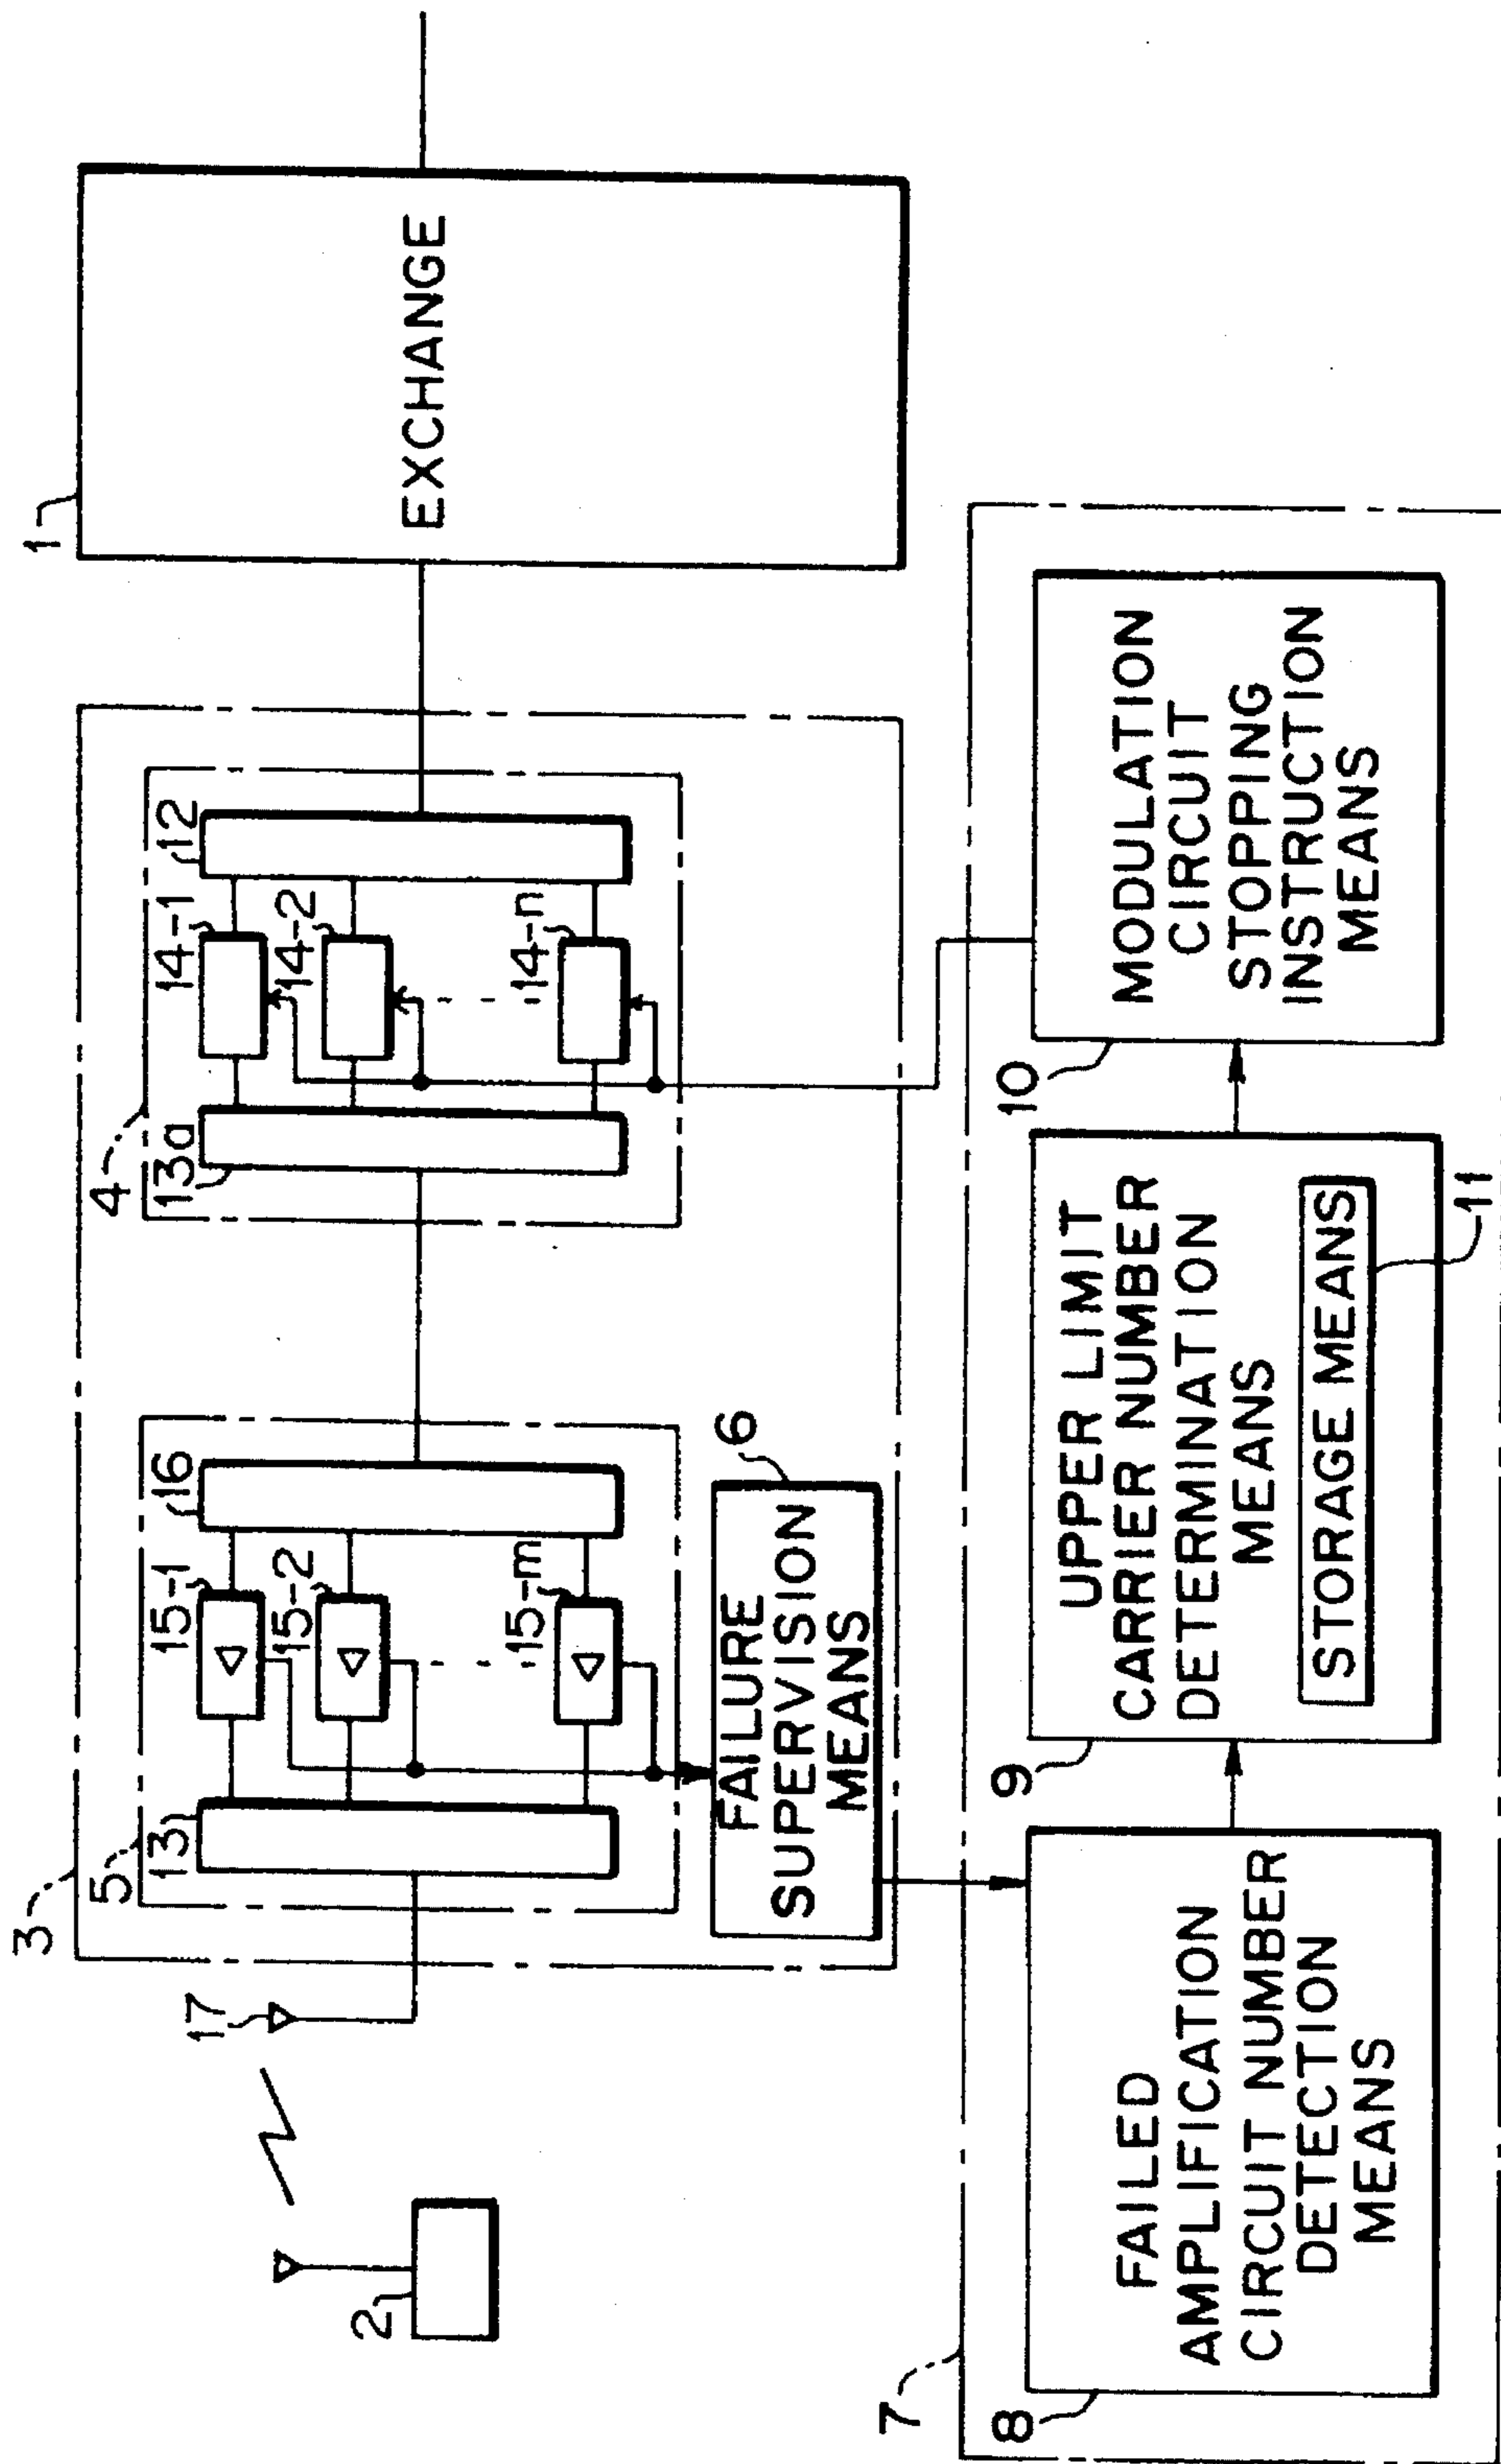 1
EXCHANGE
3
4
12
14-1
14-2
14-n
13a
5
16
15-1
15-2
15-m
13
17
2
FAILURE
SUPERVISION
MEANS
6
7
8
FAILED
AMPLIFICATION
CIRCUIT NUMBER
DETECTION
MEANS
9
UPPER LIMIT
CARRIER NUMBER
DETERMINATION
MEANS
STORAGE MEANS
11
10
MODULATION
CIRCUIT
STOPPING
INSTRUCTION
MEANS